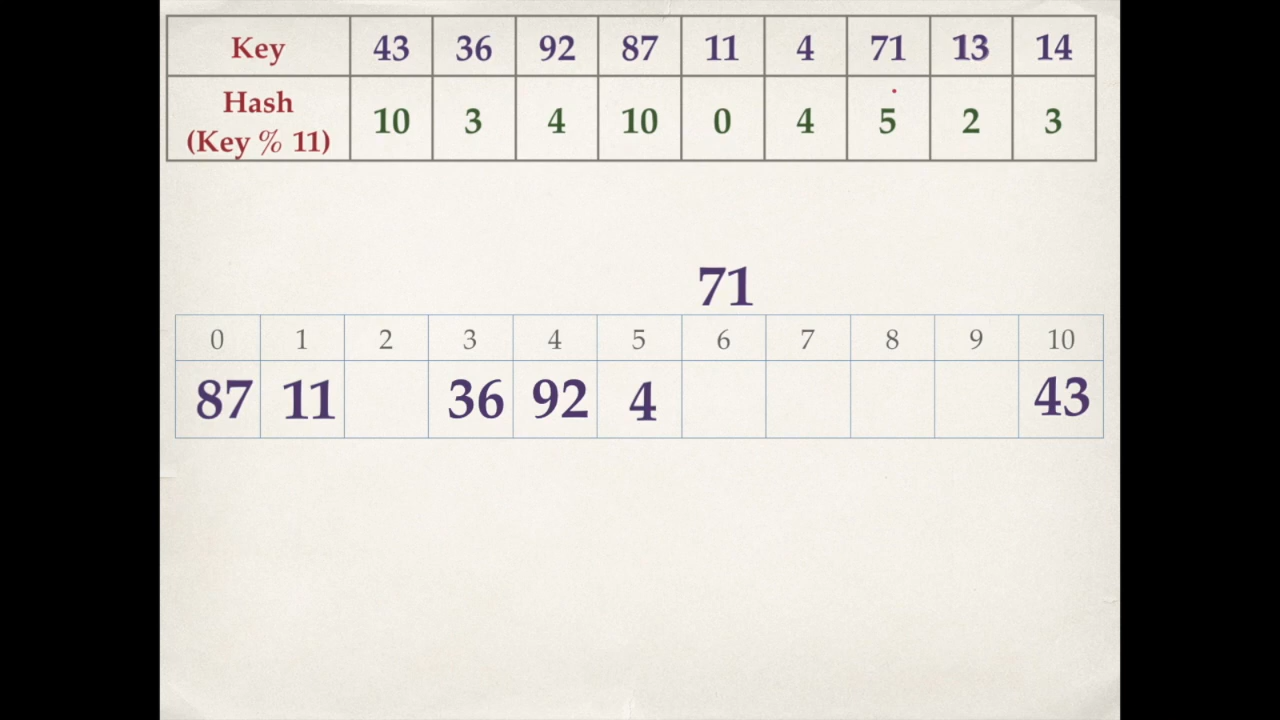 Key 43 36 92 87 11 4 71 13 14
Hash
(Key % 11) 10 3 4 10 0 4 5 2 3
71
0 1 2 3 4 5 6 7 8 9 10
87 11 36 92 4 43